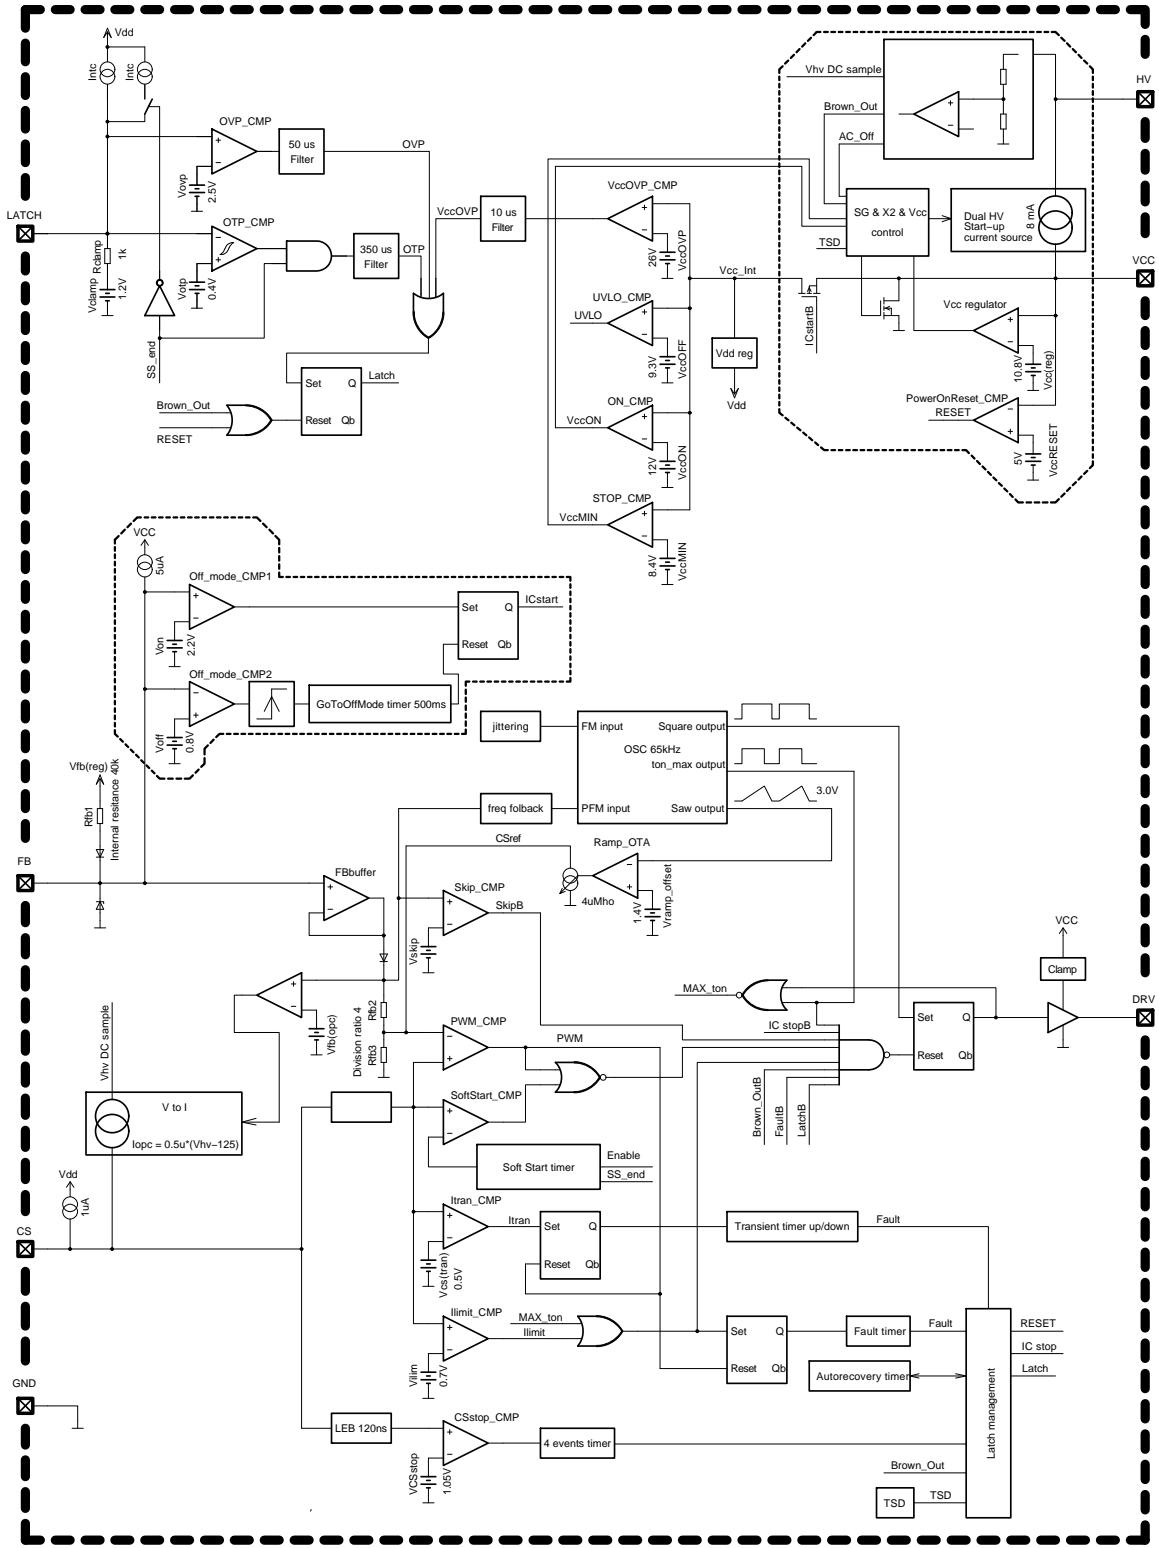 Vdd
Intc
Intc
OVP_CMP
50 us
Filter
OVP
Vovp
2.5V
LATCH
OTP_CMP
Rclamp
1k
Vclamp
1.2V
Votp
0.4V
350 us
Filter
OTP
SS_end
VccOVP
10 us
Filter
Set
Q
Latch
Reset
Qb
Brown_Out
RESET
VccOVP_CMP
26V
VccOVP
UVLO_CMP
UVLO
9.3V
VccOFF
ON_CMP
VccON
12V
VccON
STOP_CMP
VccMIN
8.4V
VccMIN
Vcc_Int
Vdd reg
Vdd
Vhv DC sample
Brown_Out
AC_Off
HV
SG & X2 & Vcc
control
TSD
Dual HV
Start-up
current source
8 mA
VCC
ICstartB
Vcc regulator
10.8V
Vcc(reg)
PowerOnReset_CMP
RESET
5V
VccRESET
VCC
5uA
Off_mode_CMP1
Von
2.2V
Set
Q
ICstart
Reset
Qb
Off_mode_CMP2
GoToOffMode timer 500ms
Voff
0.8V
Vfb(reg)
Rfb1
Internal resitance 40k
FB
jittering
FM input
Square output
OSC 65kHz
ton_max output
freq folback
PFM input
Saw output
3.0V
CSref
Ramp_OTA
4uMho
1.4V
Vramp_offset
FBbuffer
Skip_CMP
SkipB
Vskip
Vfb(opc)
Division ratio 4
Rfb2
Rfb3
PWM_CMP
PWM
SoftStart_CMP
Soft Start timer
Enable
SS_end
MAX_ton
IC stopB
Brown_OutB
FaultB
LatchB
Set
Q
Reset
Qb
VCC
Clamp
DRV
Vhv DC sample
V to I
Iopc = 0.5u*(Vhv-125)
Vdd
1uA
CS
Itran_CMP
Itran
Vcs(tran)
0.5V
Set
Q
Reset
Qb
Transient timer up/down
Fault
Ilimit_CMP
MAX_ton
Ilimit
Vilim
0.7V
Set
Q
Reset
Qb
Fault timer
Fault
Autorecovery timer
RESET
IC stop
Latch
Latch management
GND
LEB 120ns
CSstop_CMP
VCSstop
1.05V
4 events timer
Brown_Out
TSD
TSD